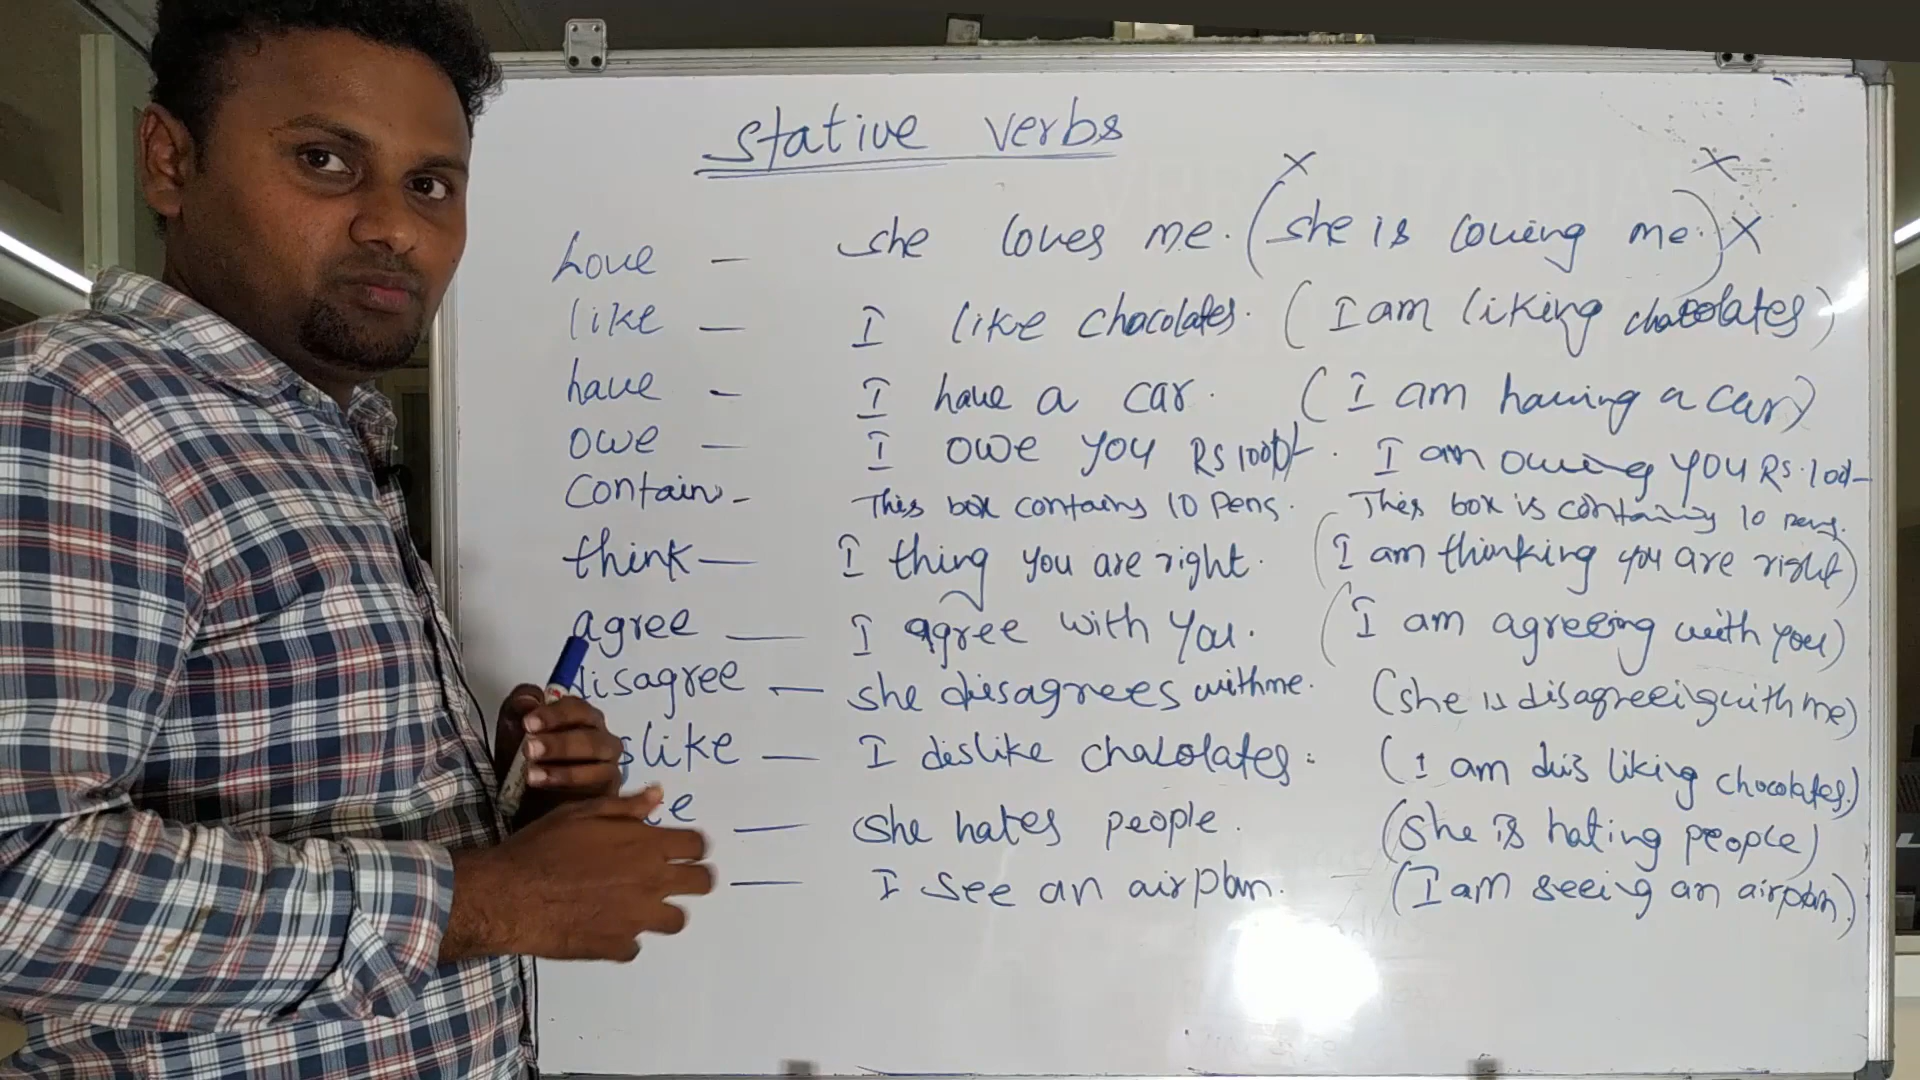 Stative verbs
x x
Love - she loves me. (she is loving me.) x
like - I like chocolates. (I am liking chocolates)
have - I have a car. (I am having a car)
owe - I owe you Rs 1000/-. I am owing you Rs. 100/-
Contain - This box contains 10 pens. This box is containing 10 pens.
think - I thing you are right. (I am thinking you are right)
agree - I agree with you. (I am agreeing with you)
disagree - she disagrees with me. (she is disagreeing with me)
slike - I dislike chacolates. (I am dis liking chocolates.)
te - she hates people. (she is hating people)
- I see an airplan. (I am seeing an airplan).